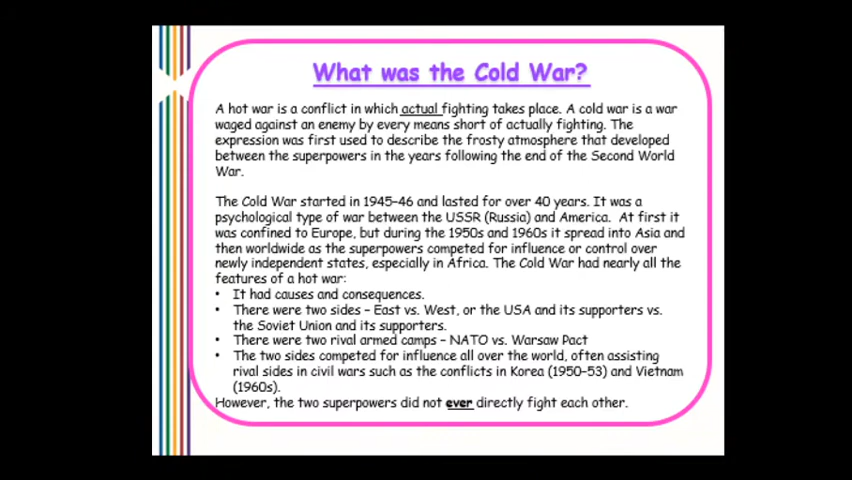 What was the Cold War?
A hot war is a conflict in which actual fighting takes place. A cold war is a war
waged against an enemy by every means short of actually fighting. The
expression was first used to describe the frosty atmosphere that developed
between the superpowers in the years following the end of the Second World
War.
The Cold War started in 1945–46 and lasted for over 40 years. It was a
psychological type of war between the USSR (Russia) and America. At first it
was confined to Europe, but during the 1950s and 1960s it spread into Asia and
then worldwide as the superpowers competed for influence or control over
newly independent states, especially in Africa. The Cold War had nearly all the
features of a hot war:
• It had causes and consequences.
• There were two sides – East vs. West, or the USA and its supporters vs.
the Soviet Union and its supporters.
• There were two rival armed camps – NATO vs. Warsaw Pact
• The two sides competed for influence all over the world, often assisting
rival sides in civil wars such as the conflicts in Korea (1950–53) and Vietnam
(1960s).
However, the two superpowers did not ever directly fight each other.